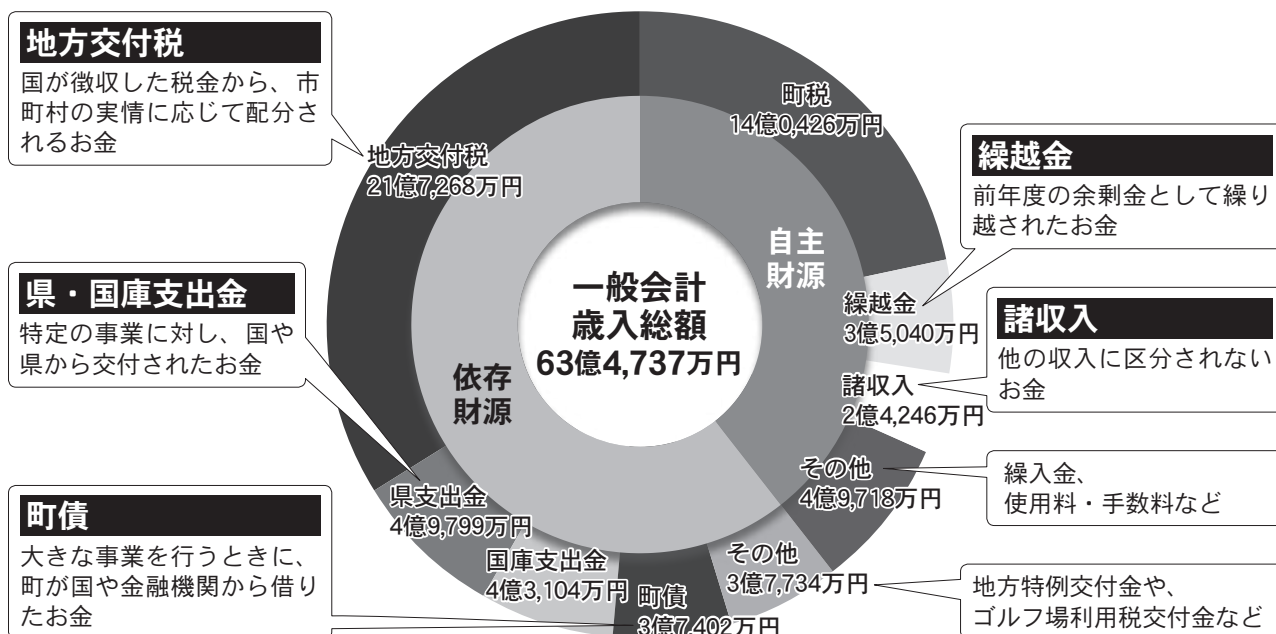 地方交付税
国が徴収した税金から、市
町村の実情に応じて配分さ
れるお金
県・国庫支出金
特定の事業に対し、国や
県から交付されたお金
町債
大きな事業を行うときに、
町が国や金融機関から借り
たお金
一般会計
歳入総額
63億4,737万円
自主
財源
依存
財源
町税
14億0,426万円
繰越金
3億5,040万円
諸収入
2億4,246万円
その他
4億9,718万円
その他
3億7,734万円
町債
3億7,402万円
国庫支出金
4億3,104万円
県支出金
4億9,799万円
地方交付税
21億7,268万円
繰越金
前年度の余剰金として繰り
越されたお金
諸収入
他の収入に区分されない
お金
繰入金、
使用料・手数料など
地方特例交付金や、
ゴルフ場利用税交付金など